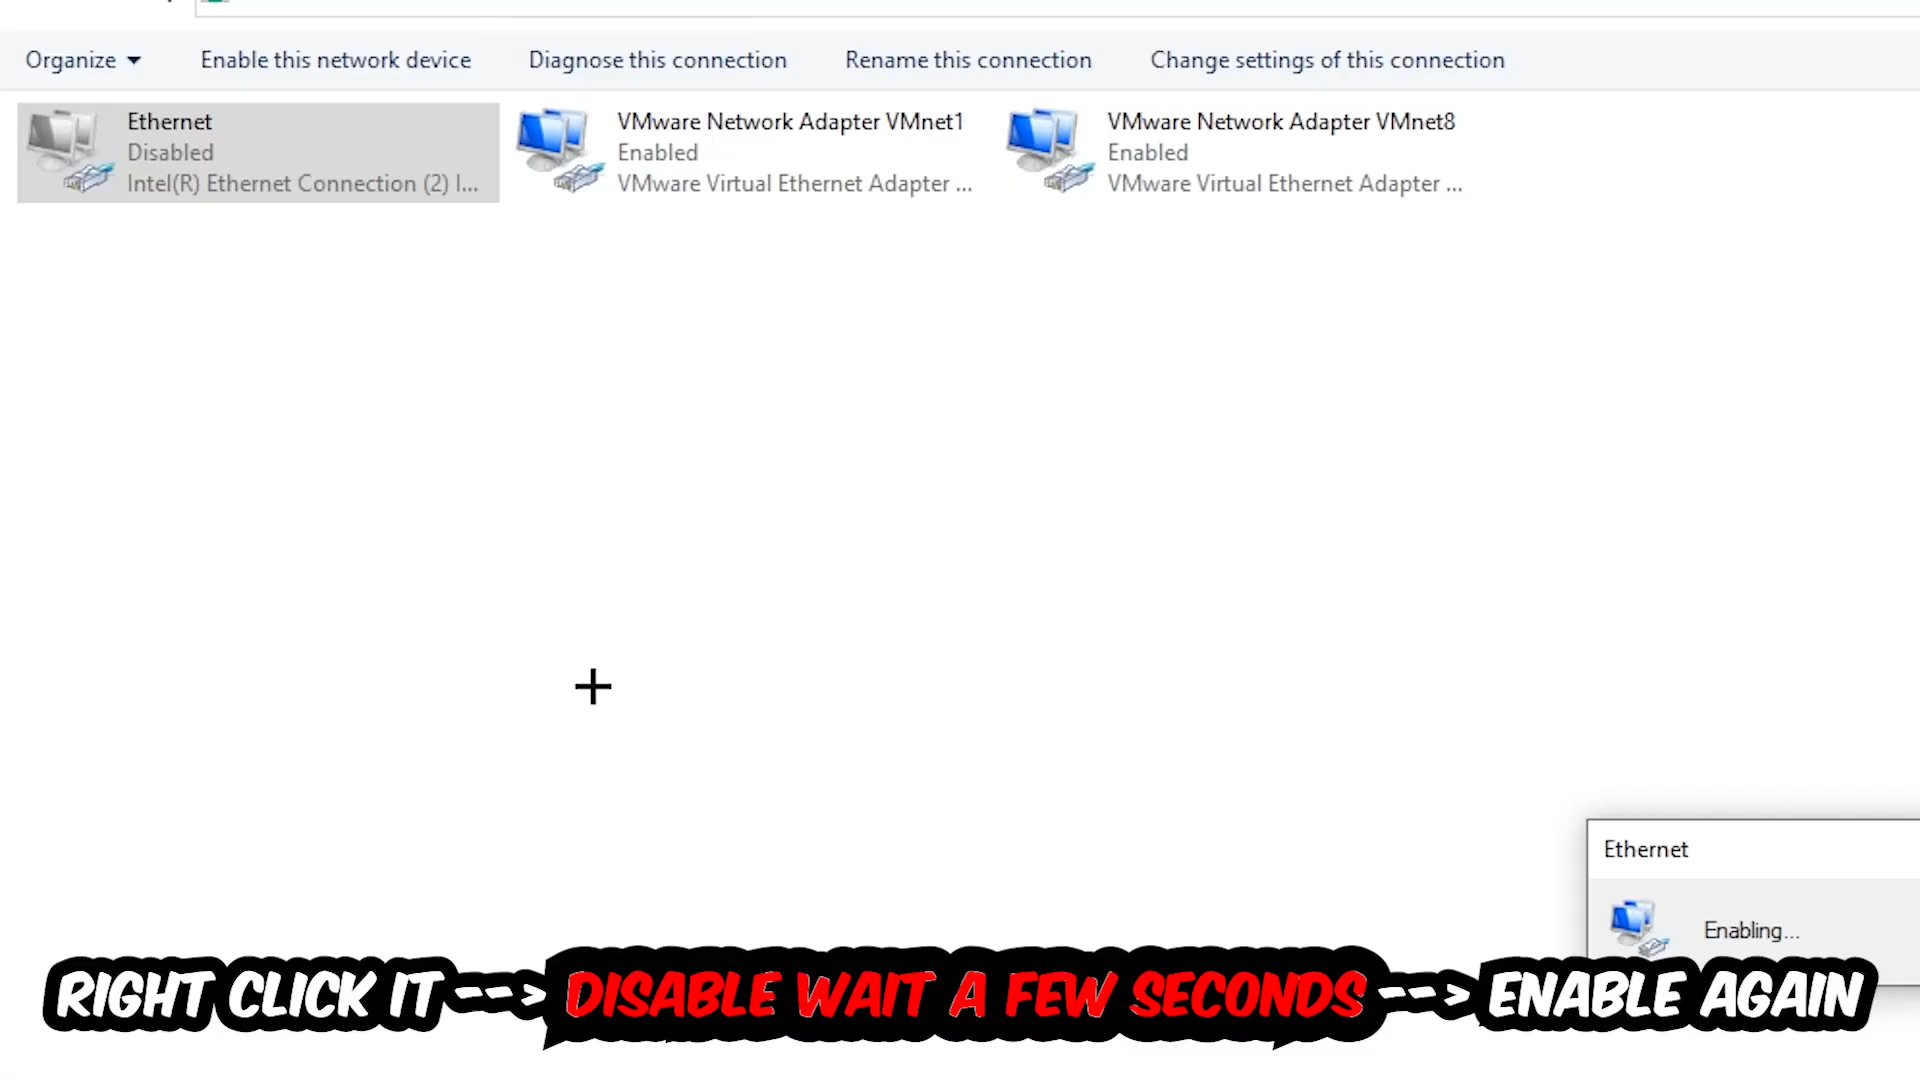 Organize
Enable this network device
Diagnose this connection
Rename this connection
Change settings of this connection
Ethernet
Disabled
Intel(R) Ethernet Connection (2) I...
VMware Network Adapter VMnet1
Enabled
VMware Virtual Ethernet Adapter ...
VMware Network Adapter VMnet8
Enabled
VMware Virtual Ethernet Adapter ...
Ethernet
Enabling...
RIGHT CLICK IT --> DISABLE WAIT A FEW SECONDS --> ENABLE AGAIN